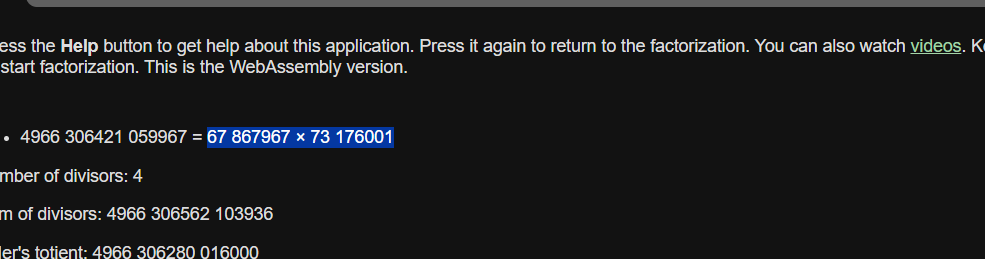 ess the Help button to get help about this application. Press it again to return to the factorization. You can also watch videos. K
start factorization. This is the WebAssembly version.
• 4966 306421 059967 = 67 867967 × 73 176001
mber of divisors: 4
m of divisors: 4966 306562 103936
ler's totient: 4966 306280 016000